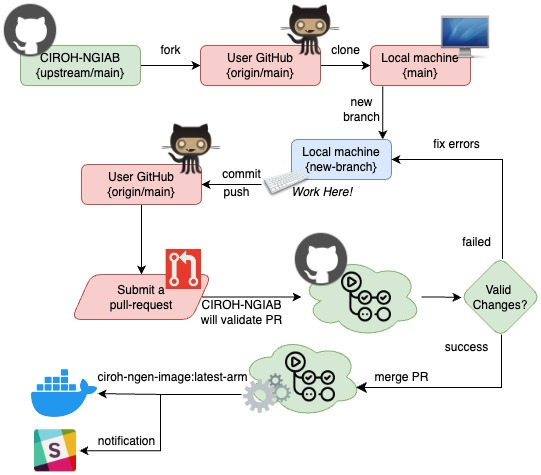 CIROH-NGIAB
{upstream/main}
fork
User GitHub
{origin/main}
clone
Local machine
{main}
new
branch
Local machine
{new-branch}
fix errors
User GitHub
{origin/main}
commit
push
Work Here!
failed
Submit a
pull-request
CIROH-NGIAB
will validate PR
Valid
Changes?
success
ciroh-ngen-image:latest-arm
merge PR
notification
S